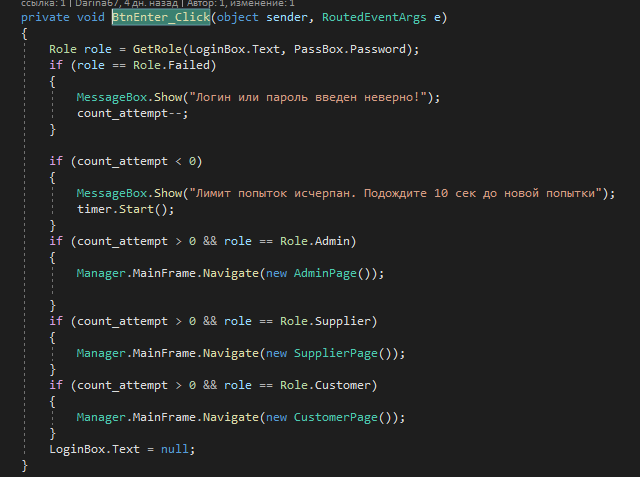 ссылка: 1 | Darina67, 4 дн. назад | Автор: 1, изменение: 1
private void BtnEnter_Click(object sender, RoutedEventArgs e)
{
Role role = GetRole(LoginBox.Text, PassBox.Password);
if (role == Role.Failed)
{
MessageBox.Show("Логин или пароль введен неверно!");
count_attempt--;
}
if (count_attempt < 0)
{
MessageBox.Show("Лимит попыток исчерпан. Подождите 10 сек до новой попытки");
timer.Start();
}
if (count_attempt > 0 && role == Role.Admin)
{
Manager.MainFrame.Navigate(new AdminPage());
}
if (count_attempt > 0 && role == Role.Supplier)
{
Manager.MainFrame.Navigate(new SupplierPage());
}
if (count_attempt > 0 && role == Role.Customer)
{
Manager.MainFrame.Navigate(new CustomerPage());
}
LoginBox.Text = null;
}